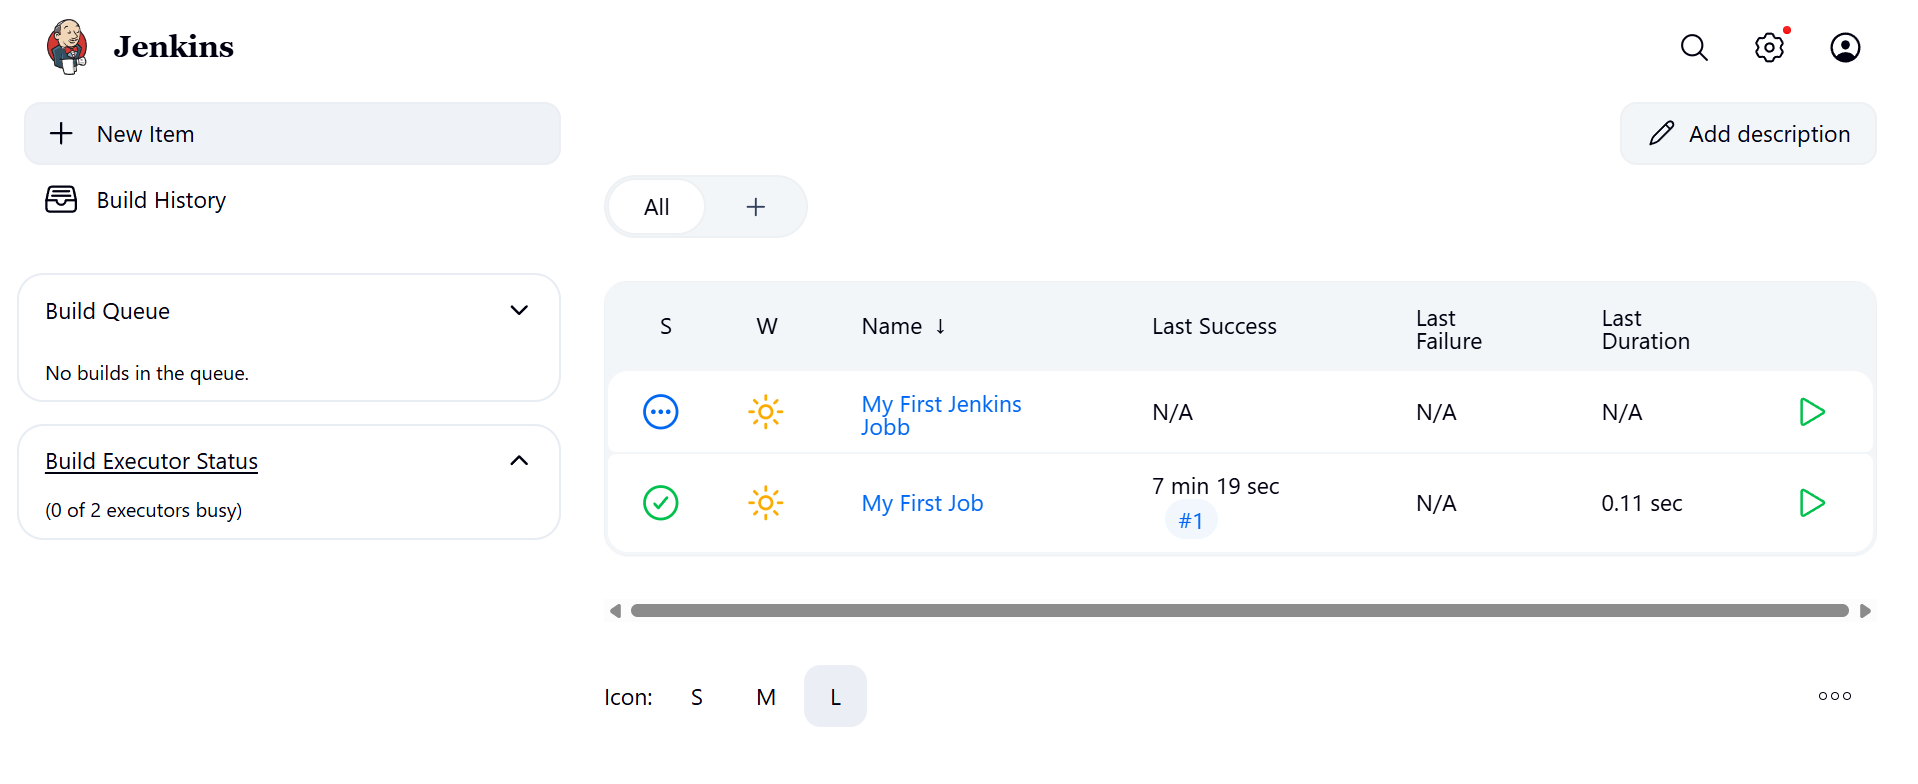 Jenkins
New Item
Add description
Build History
All
Build Queue
No builds in the queue.
Build Executor Status
(0 of 2 executors busy)
S W Name ↓ Last Success Last Failure Last Duration
My First Jenkins Jobb N/A N/A N/A
My First Job 7 min 19 sec #1 N/A 0.11 sec
Icon: S M L